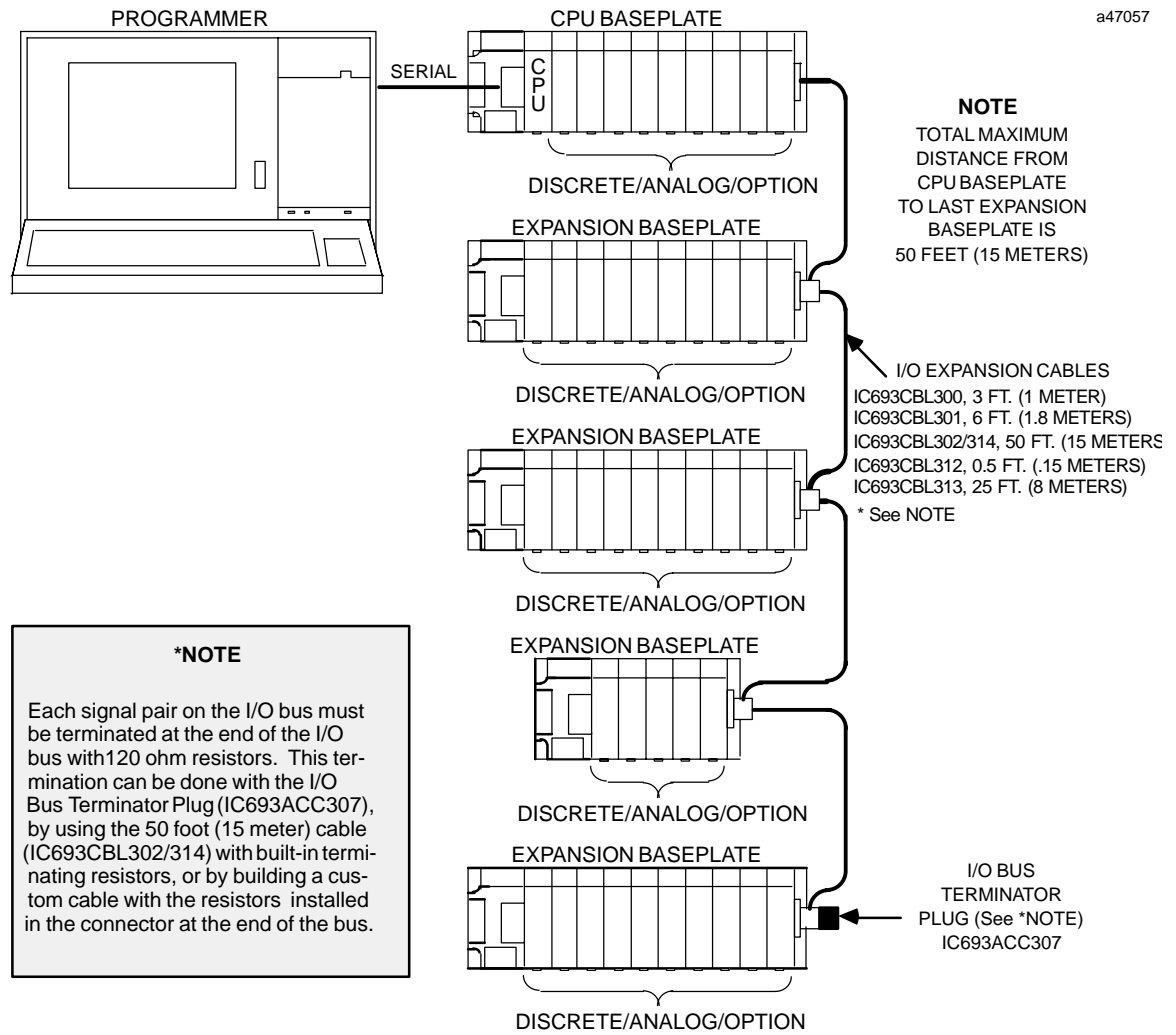 PROGRAMMER
CPU BASEPLATE
a47057
SERIAL
CPU
DISCRETE/ANALOG/OPTION
NOTE
TOTAL MAXIMUM
DISTANCE FROM
CPU BASEPLATE
TO LAST EXPANSION
BASEPLATE IS
50 FEET (15 METERS)
EXPANSION BASEPLATE
DISCRETE/ANALOG/OPTION
I/O EXPANSION CABLES
IC693CBL300, 3 FT. (1 METER)
IC693CBL301, 6 FT. (1.8 METERS)
IC693CBL302/314, 50 FT. (15 METERS
IC693CBL312, 0.5 FT. (.15 METERS)
IC693CBL313, 25 FT. (8 METERS)
* See NOTE
EXPANSION BASEPLATE
DISCRETE/ANALOG/OPTION
EXPANSION BASEPLATE
DISCRETE/ANALOG/OPTION
*NOTE
Each signal pair on the I/O bus must
be terminated at the end of the I/O
bus with120 ohm resistors. This ter-
mination can be done with the I/O
Bus Terminator Plug (IC693ACC307),
by using the 50 foot (15 meter) cable
(IC693CBL302/314) with built-in termi-
nating resistors, or by building a cus-
tom cable with the resistors installed
in the connector at the end of the bus.
EXPANSION BASEPLATE
I/O BUS
TERMINATOR
PLUG (See *NOTE)
IC693ACC307
DISCRETE/ANALOG/OPTION